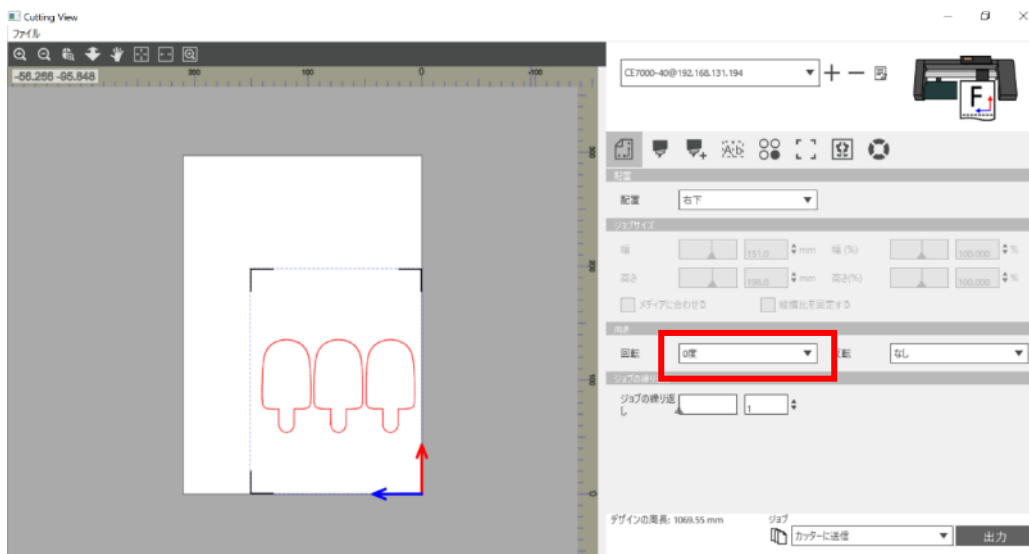 Cutting View
ファイル
-56.266 -95.848
200 100 0 -100
300
200
100
0
CE7000-40@192.168.131.194
F
Ab
配置
配置 右下
ジョブサイズ
幅 151.0 mm 幅 (%) 100.000 %
高さ 198.0 mm 高さ(%) 100.000 %
メディアに合わせる 縦横比を固定する
向き
回転 0度 反転 なし
ジョブの繰り返し
ジョブの繰り返
し 1
デザインの周長: 1069.55 mm ジョブ
カッターに送信 出力